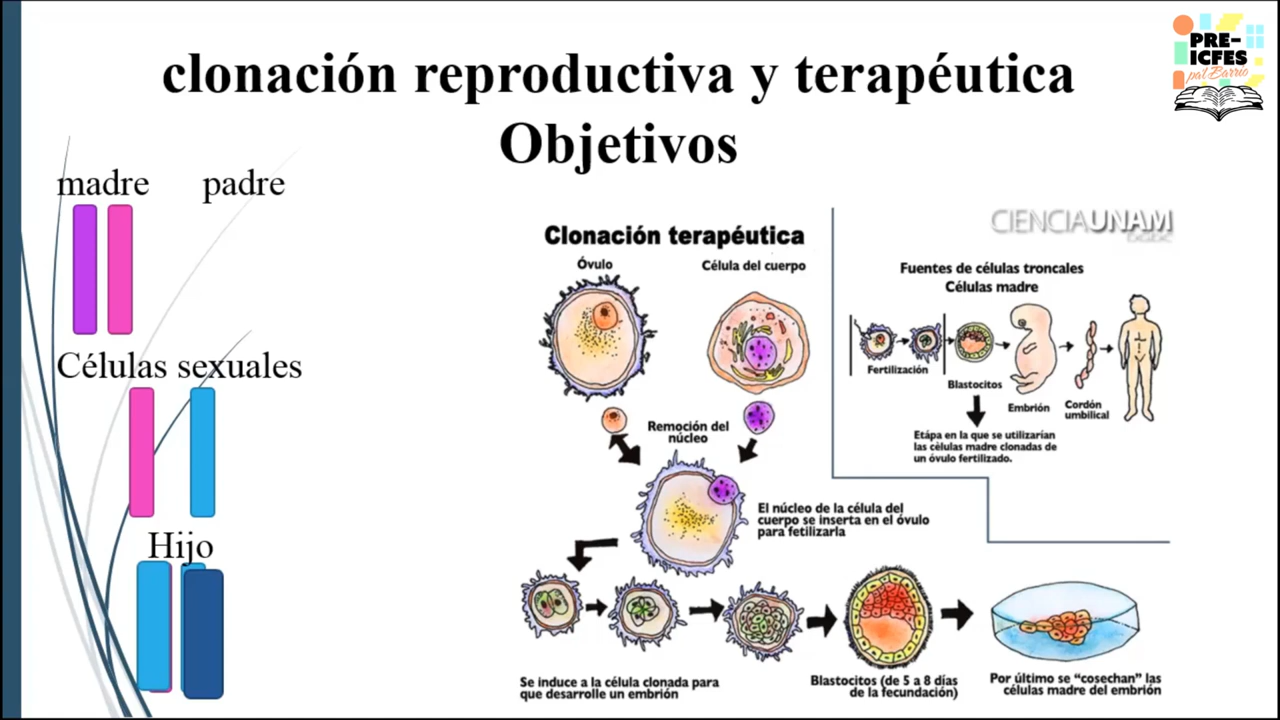 clonación reproductiva y terapéutica
Objetivos
PRE-
ICFES
pal Barrio
madre padre
Células sexuales
Hijo
Clonación terapéutica
Óvulo
Célula del cuerpo
Remoción del
núcleo
El núcleo de la célula del
cuerpo se inserta en el óvulo
para fetilizarla
Se induce a la célula clonada para
que desarrolle un embrión
Blastocitos (de 5 a 8 días
de la fecundación)
Por último se “cosechan” las
células madre del embrión
CIENCIAUNAM
Fuentes de células troncales
Células madre
Fertilización
Blastocitos
Embrión
Cordón
umbilical
Etápa en la que se utilizarían
las células madre clonadas de
un óvulo fertilizado.